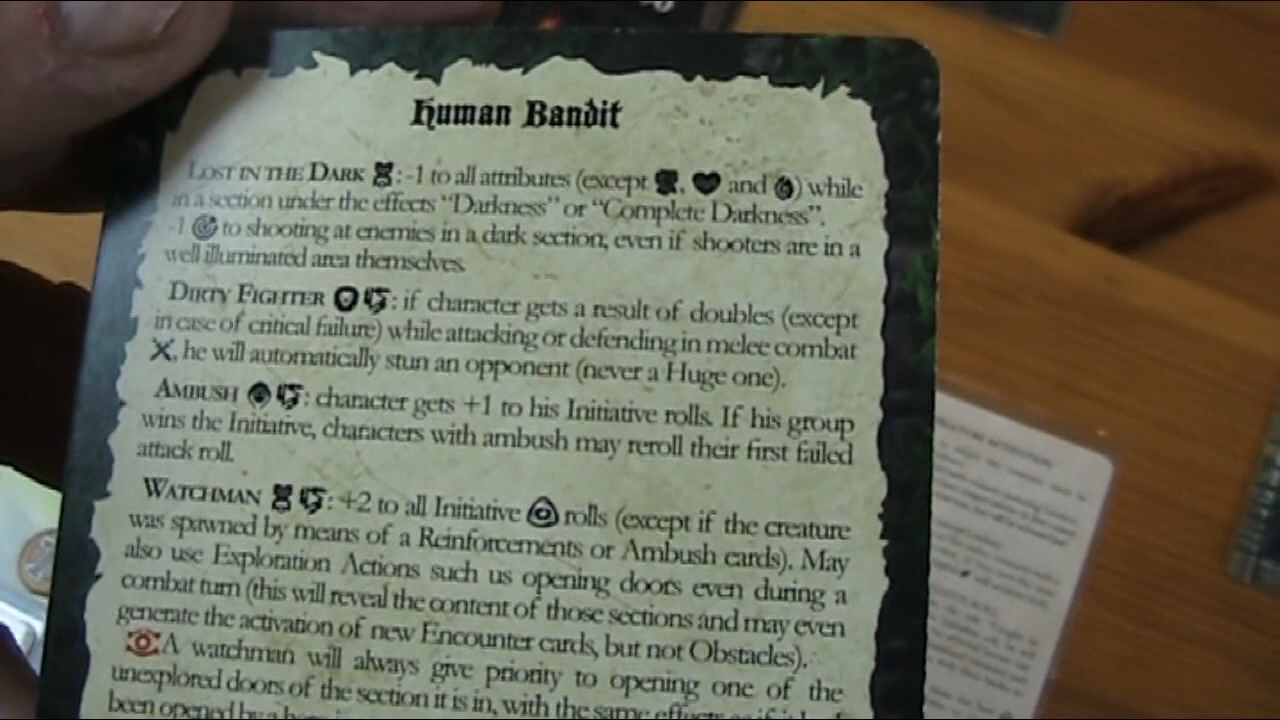 Human Bandit
LOST IN THE DARK : -1 to all attributes (except , and ) while
in a section under the effects "Darkness" or "Complete Darkness".
-1 to shooting at enemies in a dark section, even if shooters are in a
well illuminated area themselves.
DIRTY FIGHTER : if character gets a result of doubles (except
in case of critical failure) while attacking or defending in melee combat
, he will automatically stun an opponent (never a Huge one).
AMBUSH : character gets +1 to his Initiative rolls. If his group
wins the Initiative, characters with ambush may reroll their first failed
attack roll.
WATCHMAN : +2 to all Initiative rolls (except if the creature
was spawned by means of a Reinforcements or Ambush cards). May
also use Exploration Actions such us opening doors even during a
combat turn (this will reveal the content of those sections and may even
generate the activation of new Encounter cards, but not Obstacles).
A watchman will always give priority to opening one of the
unexplored doors of the section it is in, with the same effects as if it had
been opened by a